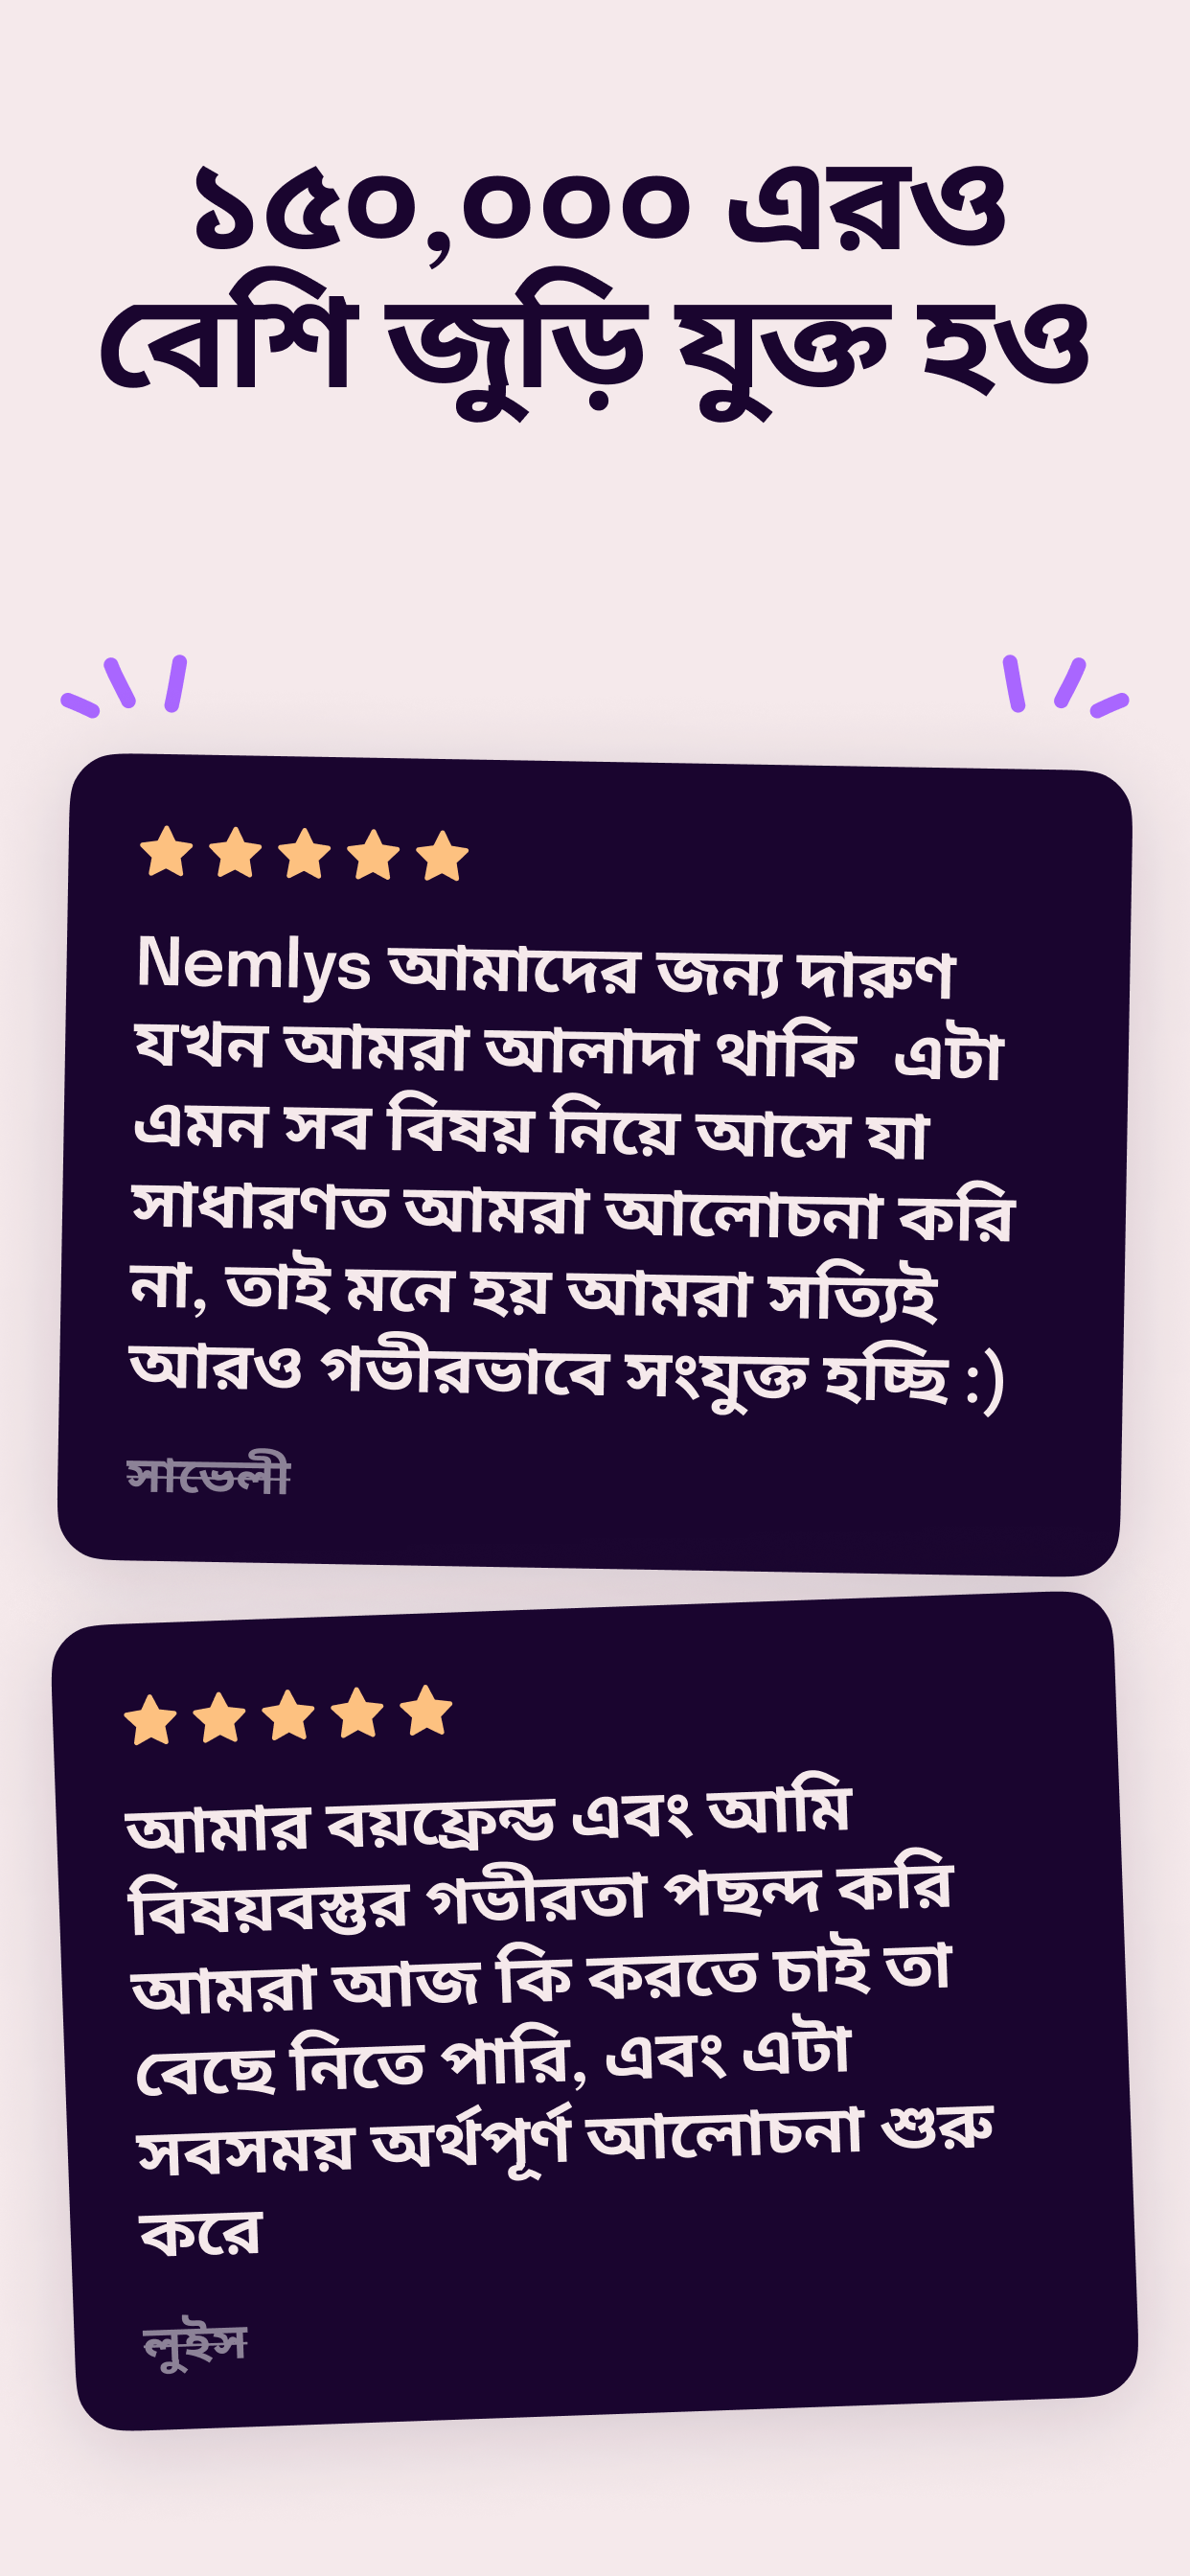 ১৫০,০০০ এরও
বেশি জুড়ি যুক্ত হও
Nemlys আমাদের জন্য দারুণ
যখন আমরা আলাদা থাকি  এটা
এমন সব বিষয় নিয়ে আসে যা
সাধারণত আমরা আলোচনা করি
না, তাই মনে হয় আমরা সত্যিই
আরও গভীরভাবে সংযুক্ত হচ্ছি :)
সাভেলী
আমার বয়ফ্রেন্ড এবং আমি
বিষয়বস্তুর গভীরতা পছন্দ করি
আমরা আজ কি করতে চাই তা
বেছে নিতে পারি, এবং এটা
সবসময় অর্থপূর্ণ আলোচনা শুরু
করে
লুইস